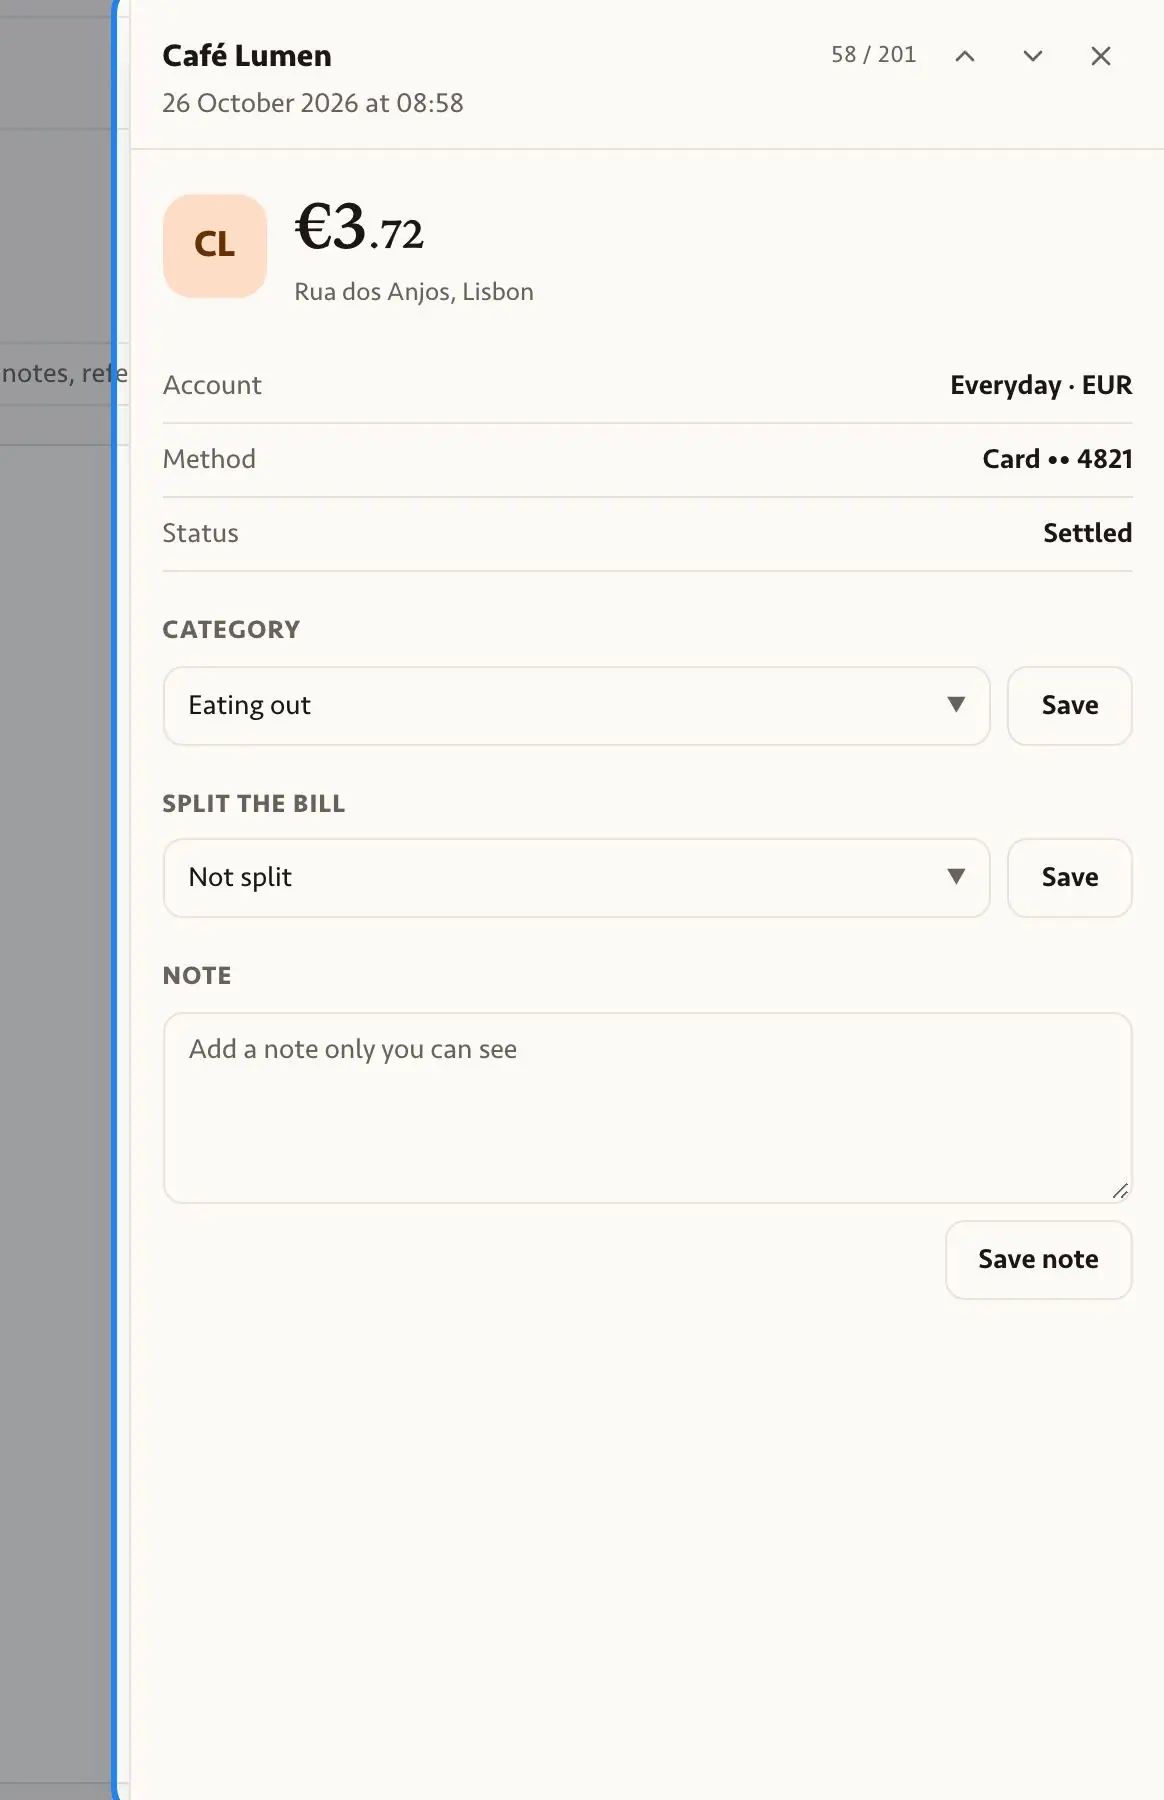 Café Lumen
58 / 201
26 October 2026 at 08:58
CL
€3.72
Rua dos Anjos, Lisbon
notes, refe
Account
Everyday · EUR
Method
Card •• 4821
Status
Settled
CATEGORY
Eating out
Save
SPLIT THE BILL
Not split
Save
NOTE
Add a note only you can see
Save note